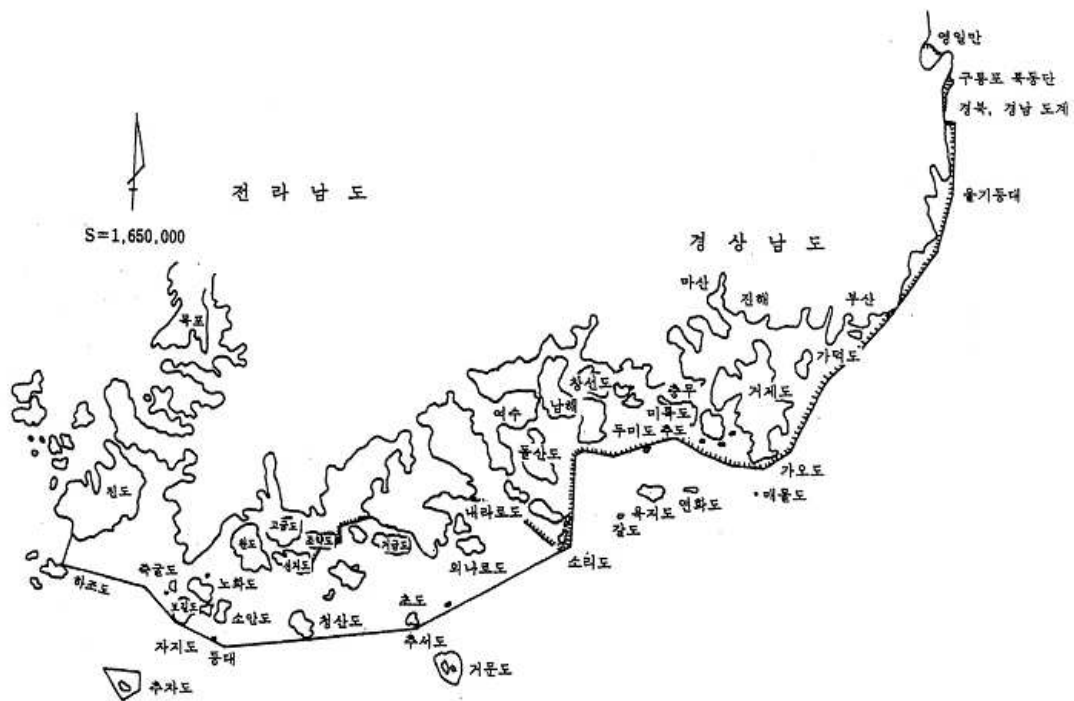 영일만
구룡포 북동단
경북, 경남 도계
전 라 남 도
울기등대
S=1,650,000
경 상 남 도
마산
진해
부산
목포
가덕도
창선도
충무
거제도
여수
남해
미륵도
두미도
추도
돌산도
가오도
진도
내라로도
매물도
연화도
욕지도
갈도
고금도
완도
조약도
거금도
신지도
외나로도
소리도
하조도
죽굴도
노화도
보길도
소안도
청산도
초도
자지도
등대
추서도
거문도
추자도